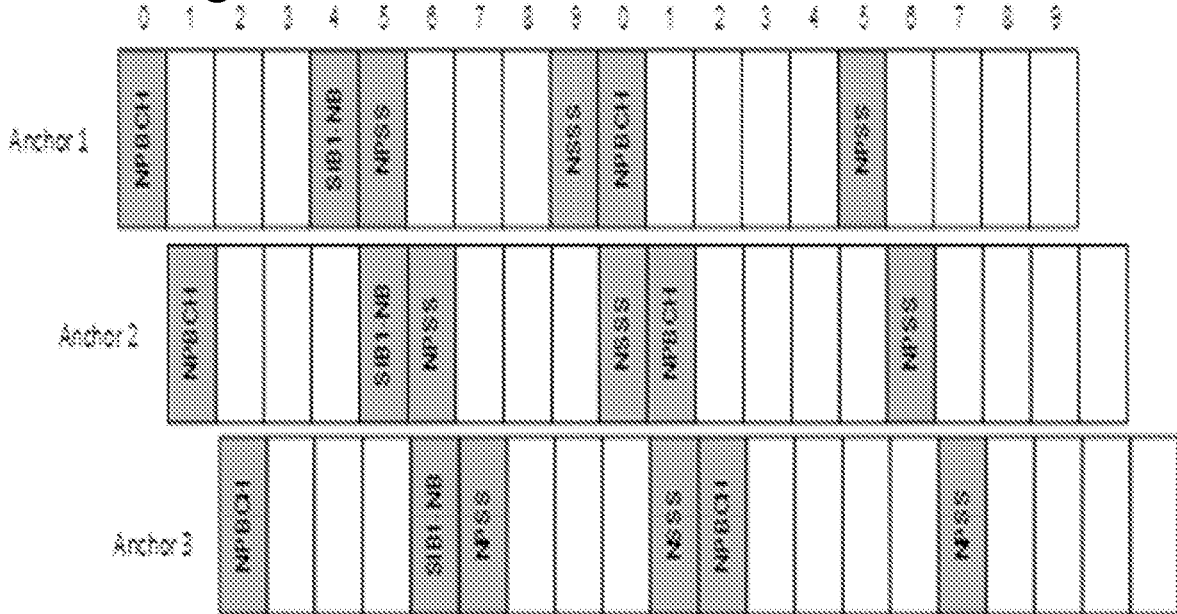 0 1 2 3 4 5 6 7 8 9 0 1 2 3 4 5 6 7 8 9
Anchor 1 NPBCH SIB1 NB NPSS NSSS NPBCH NPSS
Anchor 2 NPBCH SIB1 NB NPSS NSSS NPBCH NPSS
Anchor 3 NPBCH SIB1 NB NPSS NSSS NPBCH NPSS